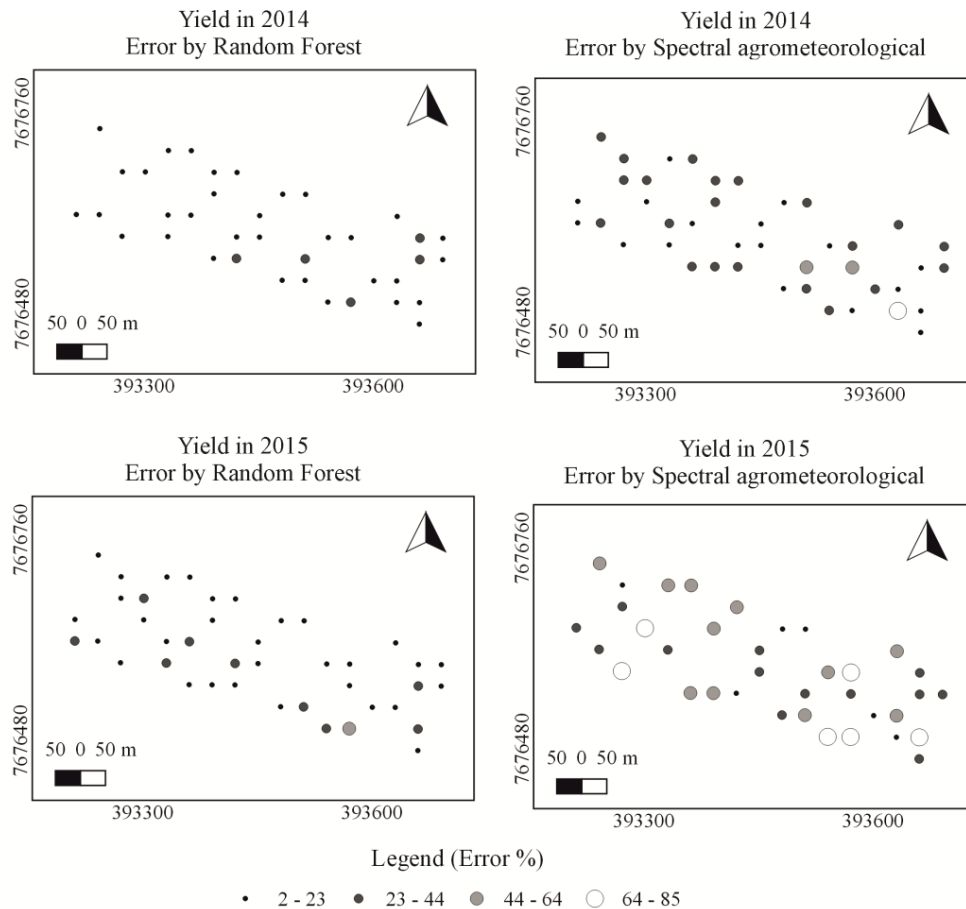 Yield in 2014
Error by Random Forest
7676760
7676480
50 0 50 m
393300 393600
Yield in 2014
Error by Spectral agrometeorological
7676760
7676480
50 0 50 m
393300 393600
Yield in 2015
Error by Random Forest
7676760
7676480
50 0 50 m
393300 393600
Yield in 2015
Error by Spectral agrometeorological
7676760
7676480
50 0 50 m
393300 393600
Legend (Error %)
2 - 23 23 - 44 44 - 64 64 - 85